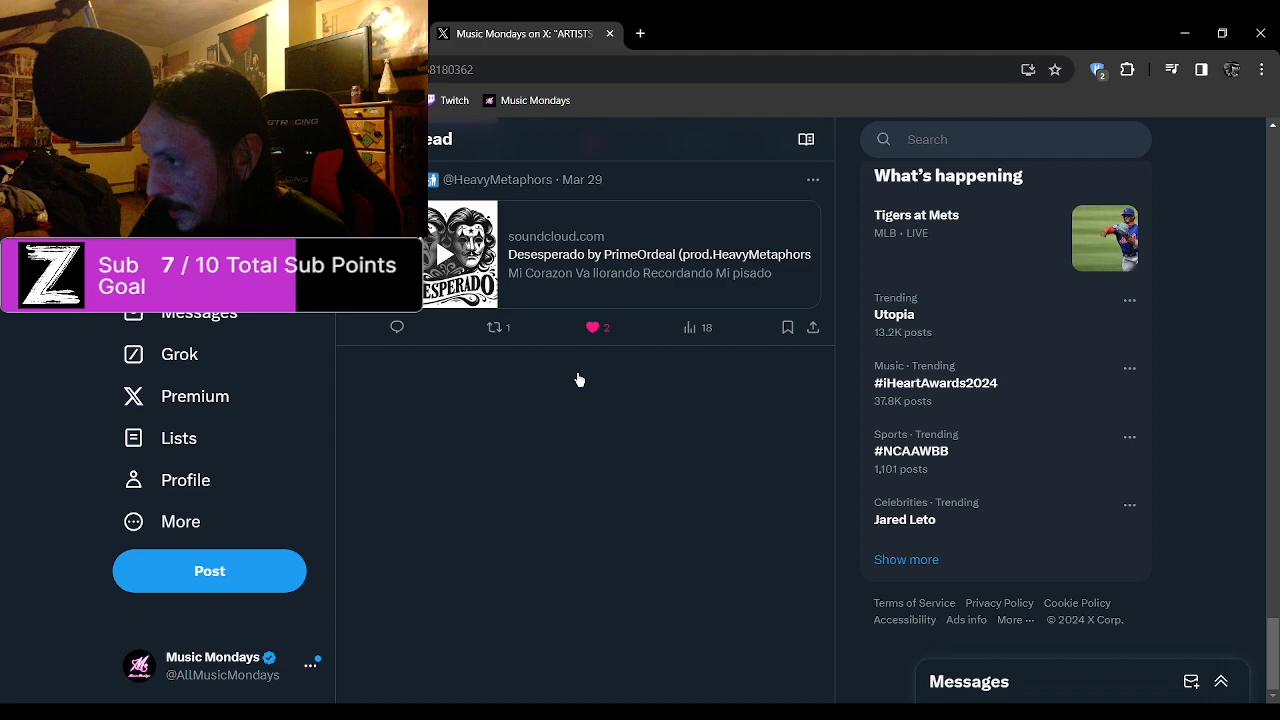 Music Mondays on X: "ARTISTS
8180362
2
Twitch
Music Mondays
GTRACING
ead
Search
@HeavyMetaphors · Mar 29
soundcloud.com
Desesperado by PrimeOrdeal (prod.HeavyMetaphors
Mi Corazon Va llorando Recordando Mi pisado
ESPERADO
1
2
18
Z
Sub Goal
7 / 10 Total Sub Points
Messages
Grok
Premium
Lists
Profile
More
Post
Music Mondays
@AllMusicMondays
What's happening
Tigers at Mets
MLB · LIVE
Trending
Utopia
13.2K posts
Music · Trending
#iHeartAwards2024
37.8K posts
Sports · Trending
#NCAAWBB
1,101 posts
Celebrities · Trending
Jared Leto
Show more
Terms of Service Privacy Policy Cookie Policy
Accessibility Ads info More ··· © 2024 X Corp.
Messages